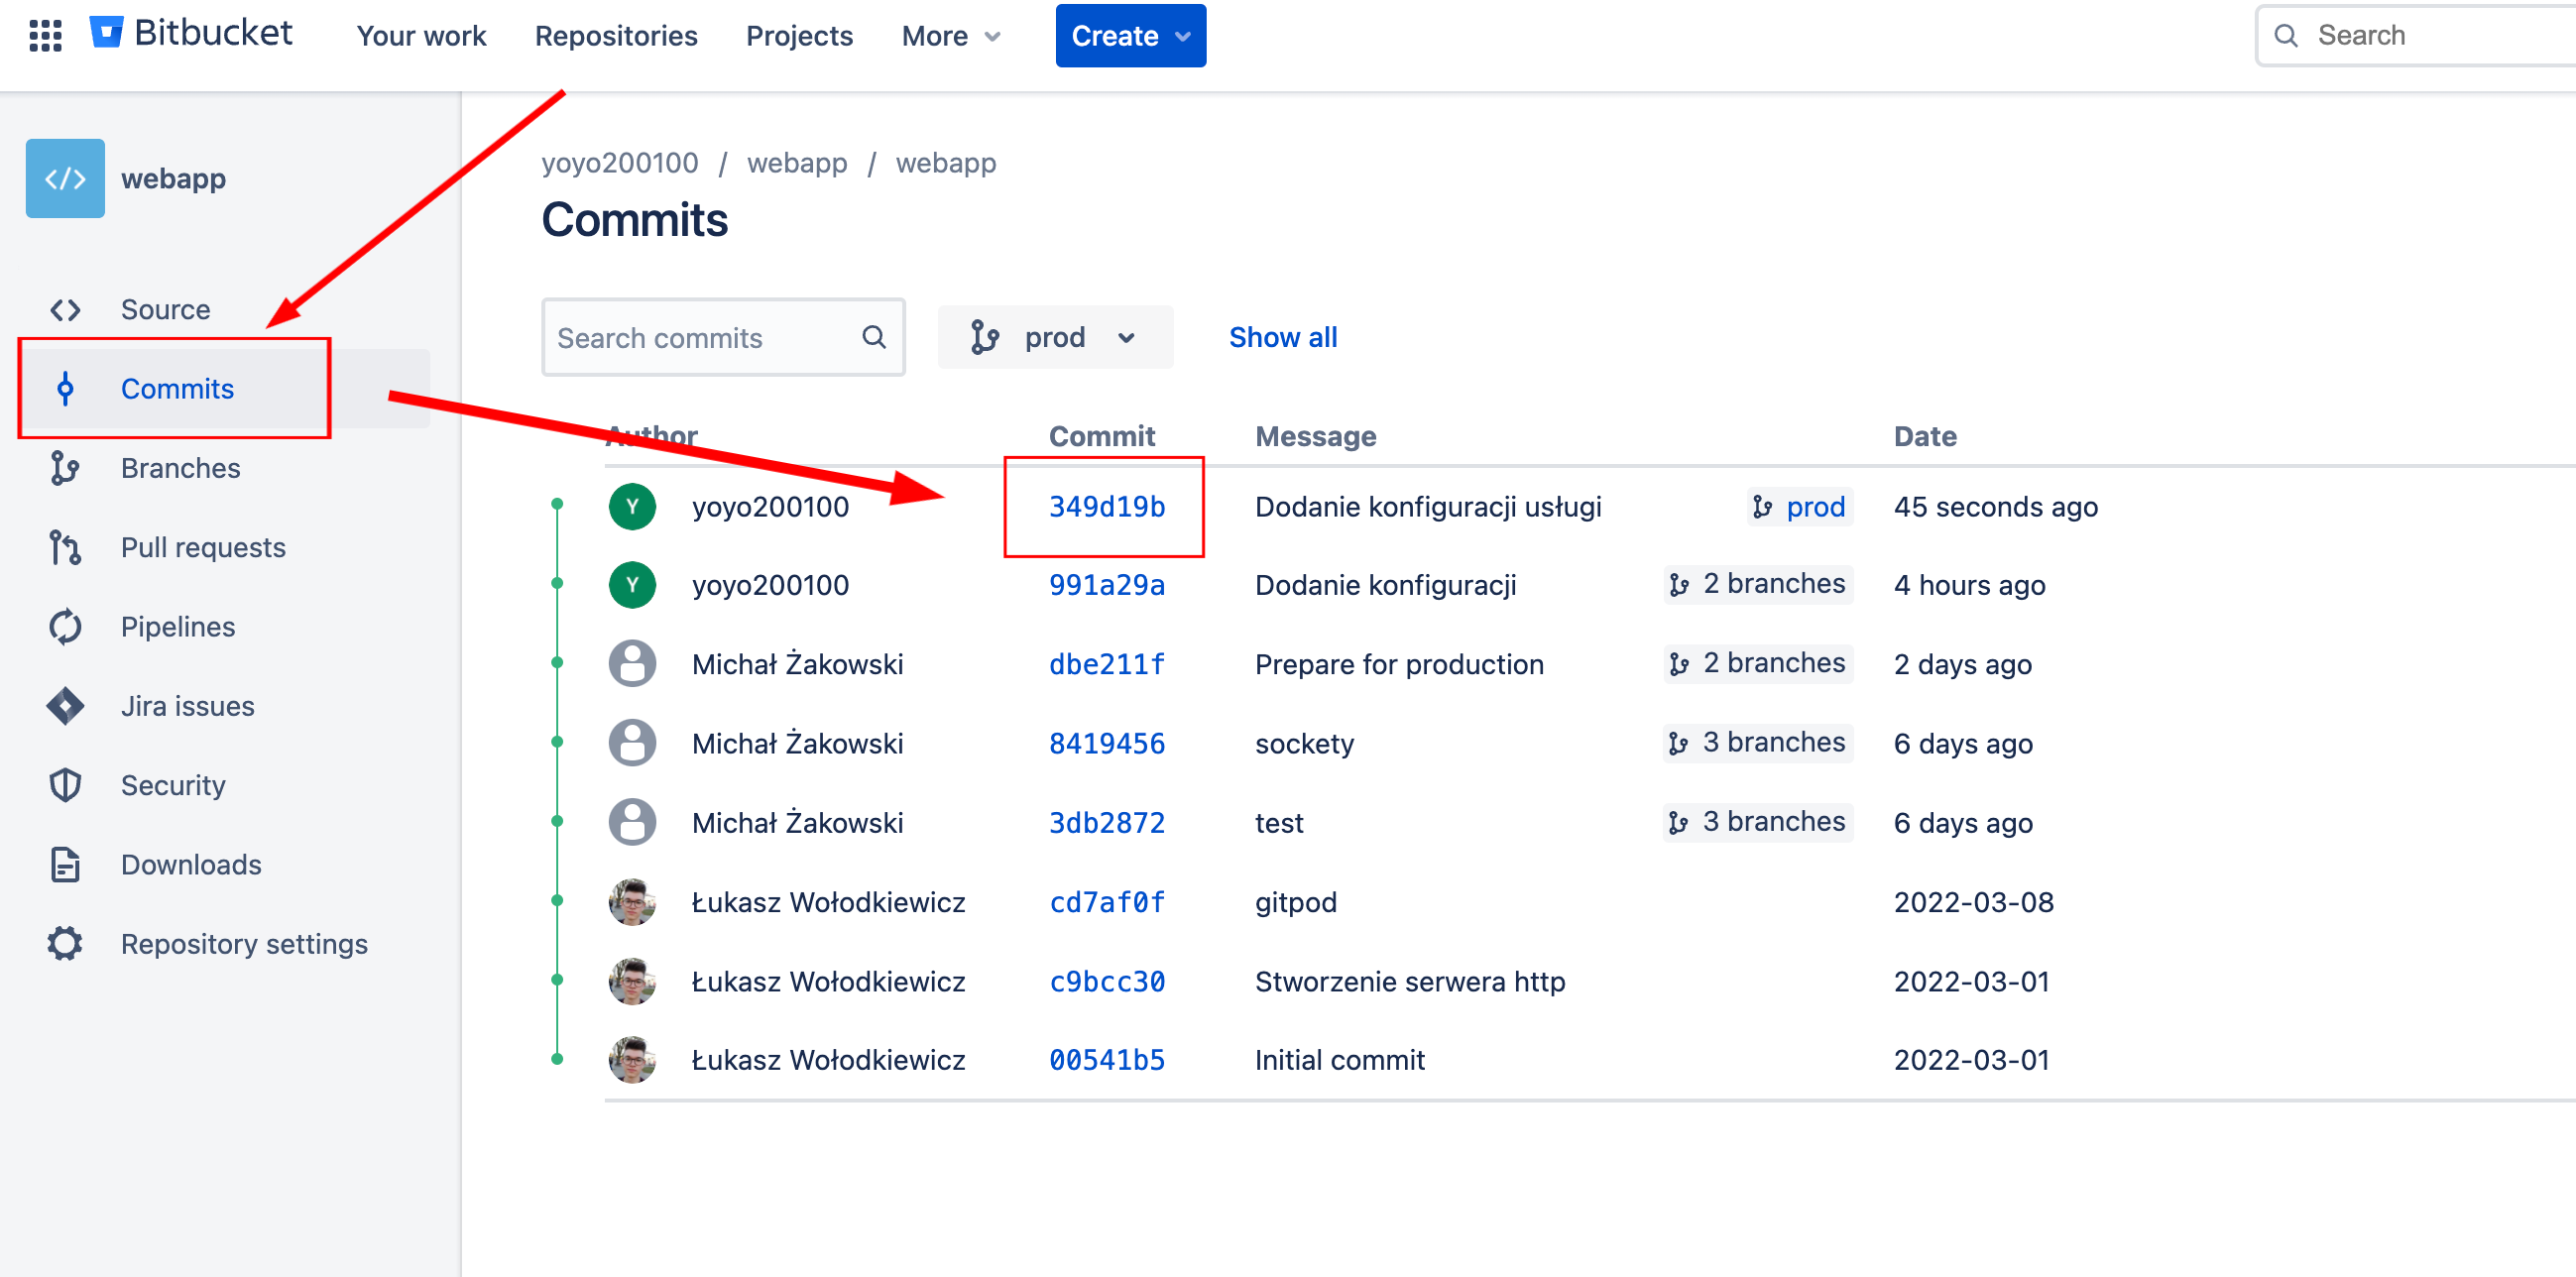 Bitbucket Your work Repositories Projects More Create Search
</> webapp
yoyo200100 / webapp / webapp
Commits
Source
Commits
Branches
Pull requests
Pipelines
Jira issues
Security
Downloads
Repository settings
Search commits prod Show all
Author Commit Message Date
Y yoyo200100 349d19b Dodanie konfiguracji usługi prod 45 seconds ago
Y yoyo200100 991a29a Dodanie konfiguracji 2 branches 4 hours ago
Michał Żakowski dbe211f Prepare for production 2 branches 2 days ago
Michał Żakowski 8419456 sockety 3 branches 6 days ago
Michał Żakowski 3db2872 test 3 branches 6 days ago
Łukasz Wołodkiewicz cd7af0f gitpod 2022-03-08
Łukasz Wołodkiewicz c9bcc30 Stworzenie serwera http 2022-03-01
Łukasz Wołodkiewicz 00541b5 Initial commit 2022-03-01